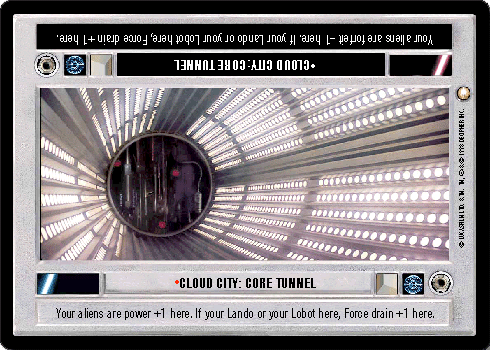 Your aliens are forfeit –1 here. If your Lando or your Lobot here, Force drain +1 here.
•CLOUD CITY: CORE TUNNEL
•CLOUD CITY: CORE TUNNEL
Your aliens are power +1 here. If your Lando or your Lobot here, Force drain +1 here.